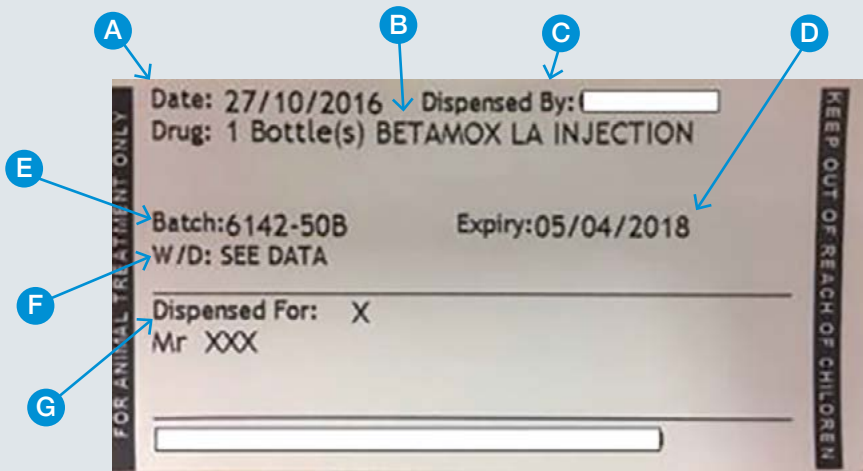 A
B
C
D
Date: 27/10/2016 Dispensed By:
Drug: 1 Bottle(s) BETAMOX LA INJECTION
E
Batch:6142-50B Expiry:05/04/2018
W/D: SEE DATA
F
Dispensed For: X
Mr XXX
G
FOR ANIMAL TREATMENT ONLY
KEEP OUT OF REACH OF CHILDREN